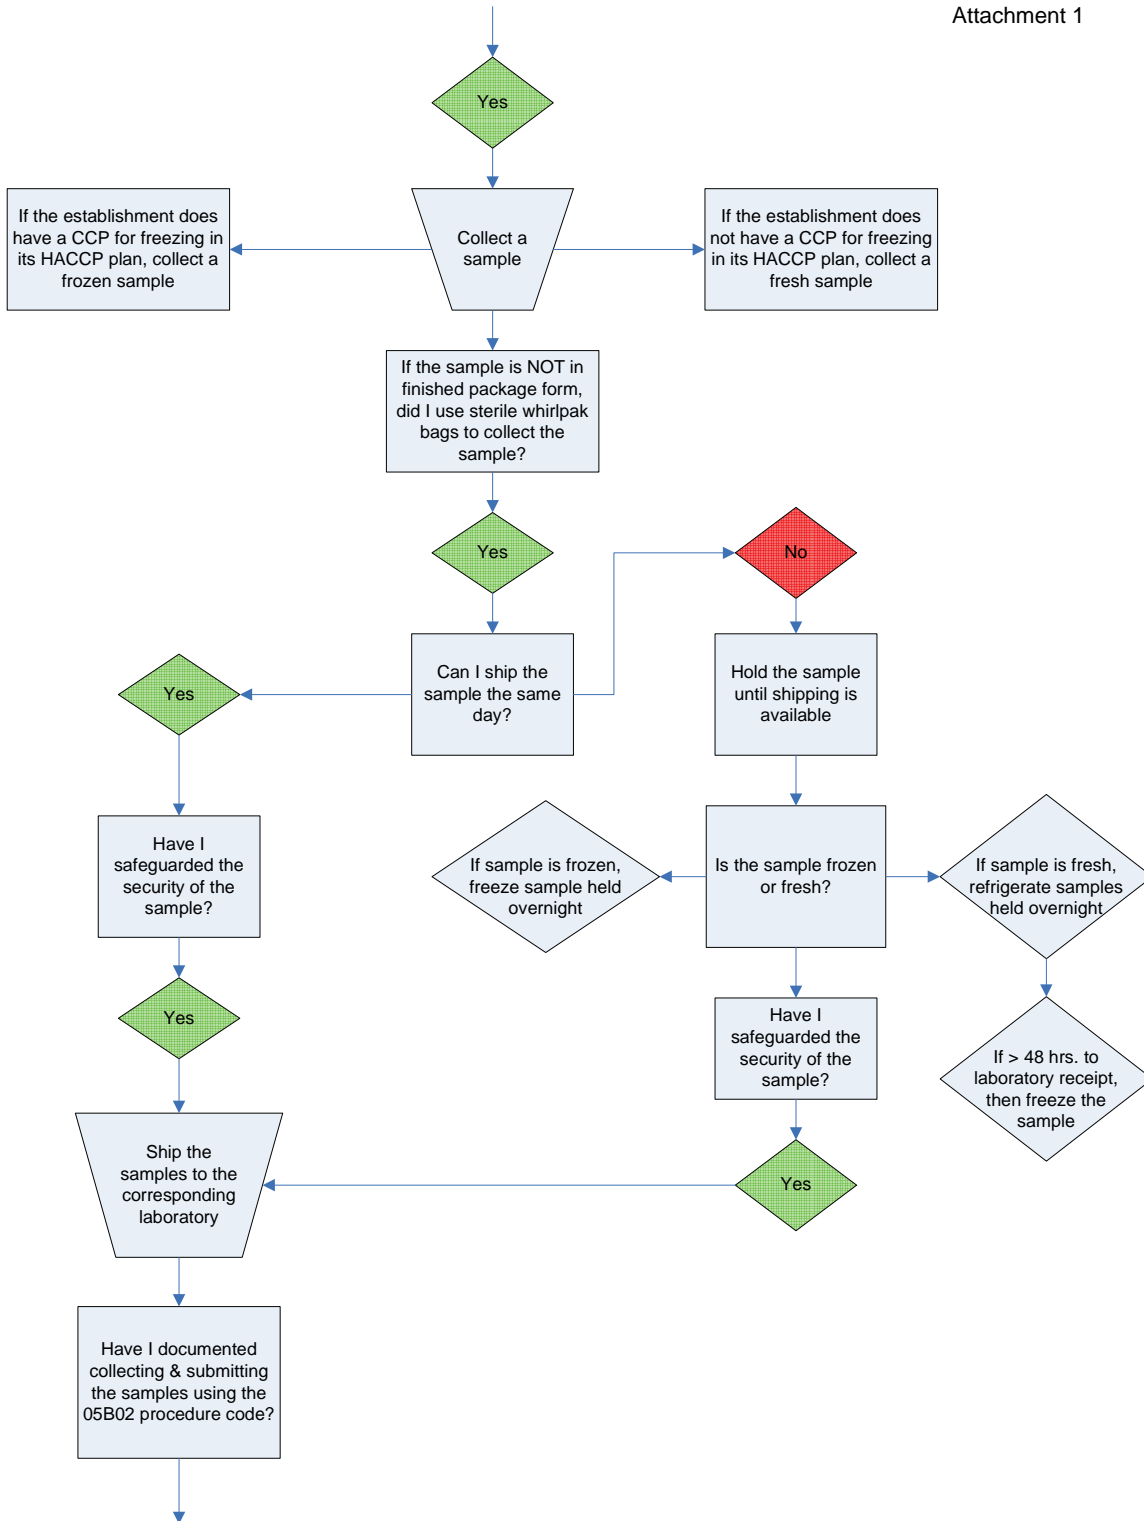 Attachment 1
Yes
If the establishment does
have a CCP for freezing in
its HACCP plan, collect a
frozen sample
Collect a
sample
If the establishment does
not have a CCP for freezing
in its HACCP plan, collect a
fresh sample
If the sample is NOT in
finished package form,
did I use sterile whirlpak
bags to collect the
sample?
Yes
No
Yes
Can I ship the
sample the same
day?
Hold the sample
until shipping is
available
Have I
safeguarded the
security of the
sample?
If sample is frozen,
freeze sample held
overnight
Is the sample frozen
or fresh?
If sample is fresh,
refrigerate samples
held overnight
Yes
Have I
safeguarded the
security of the
sample?
If > 48 hrs. to
laboratory receipt,
then freeze the
sample
Ship the
samples to the
corresponding
laboratory
Yes
Have I documented
collecting & submitting
the samples using the
05B02 procedure code?